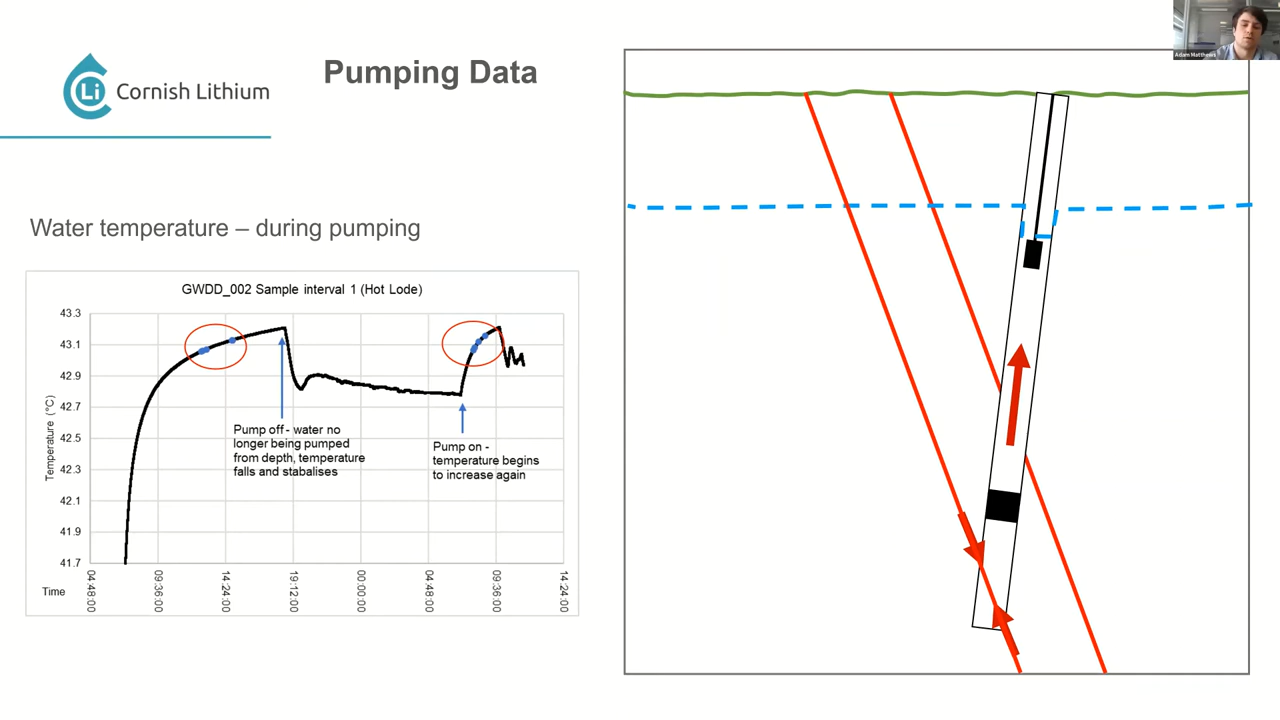 Adam Matthews
Li
Cornish Lithium
Pumping Data
Water temperature – during pumping
GWDD_002 Sample interval 1 (Hot Lode)
Temperature (°C)
43.3
43.1
42.9
42.7
42.5
42.3
42.1
41.9
41.7
Pump off - water no
longer being pumped
from depth, temperature
falls and stabalises
Pump on -
temperature begins
to increase again
Time
04:48:00
09:36:00
14:24:00
19:12:00
00:00:00
04:48:00
09:36:00
14:24:00